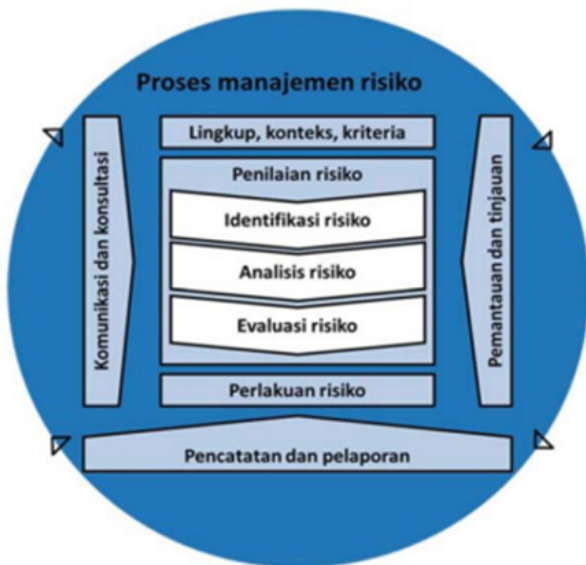 Proses manajemen risiko
Lingkup, konteks, kriteria
Komunikasi dan konsultasi
Penilaian risiko
Identifikasi risiko
Analisis risiko
Evaluasi risiko
Pemantauan dan tinjauan
Perlakuan risiko
Pencatatan dan pelaporan